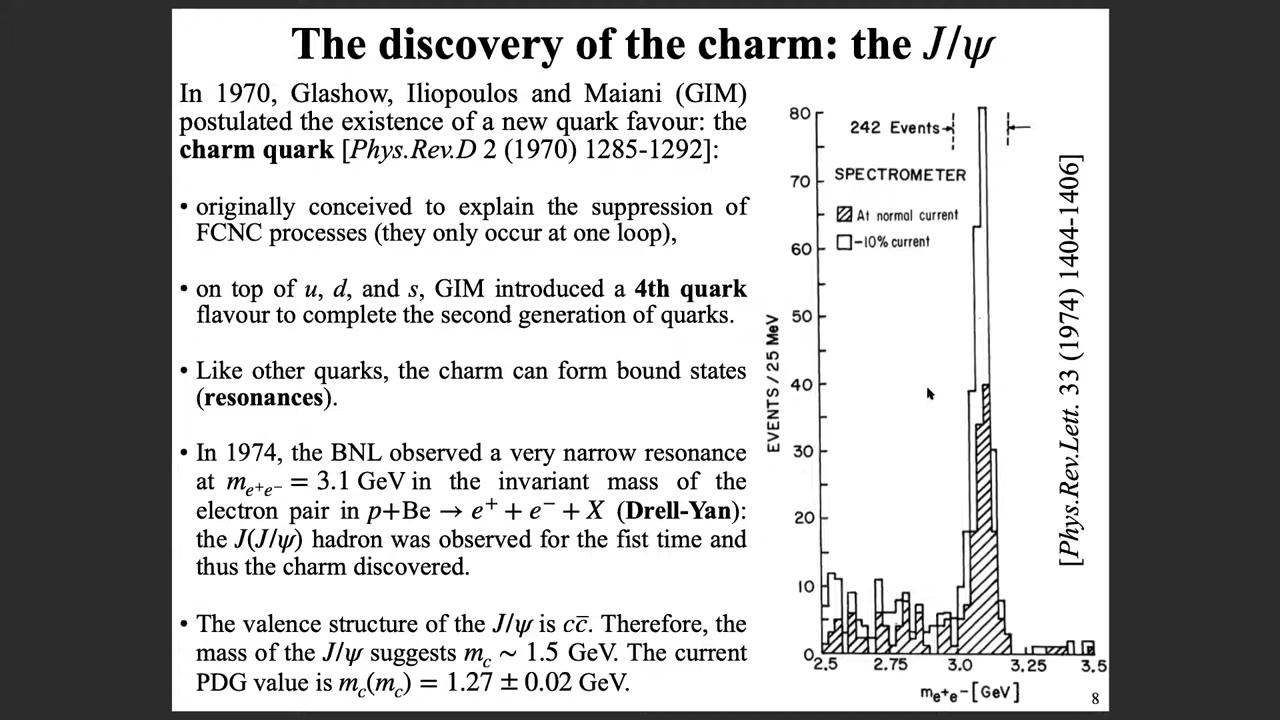 The discovery of the charm: the J/ψ
In 1970, Glashow, Iliopoulos and Maiani (GIM)
postulated the existence of a new quark favour: the
charm quark [Phys.Rev.D 2 (1970) 1285-1292]:
• originally conceived to explain the suppression of
FCNC processes (they only occur at one loop),
• on top of u, d, and s, GIM introduced a 4th quark
flavour to complete the second generation of quarks.
• Like other quarks, the charm can form bound states
(resonances).
• In 1974, the BNL observed a very narrow resonance
at mₑ⁺ₑ⁻ = 3.1 GeV in the invariant mass of the
electron pair in p+Be → e⁺ + e⁻ + X (Drell-Yan):
the J(J/ψ) hadron was observed for the fist time and
thus the charm discovered.
• The valence structure of the J/ψ is cc̄. Therefore, the
mass of the J/ψ suggests m_c ~ 1.5 GeV. The current
PDG value is m_c(m_c) = 1.27 ± 0.02 GeV.
80
70
60
50
40
30
20
10
0
EVENTS / 25 MeV
242 Events
SPECTROMETER
At normal current
-10% current
2.5 2.75 3.0 3.25 3.5
mₑ⁺ₑ⁻ [GeV]
[Phys.Rev.Lett. 33 (1974) 1404-1406]
8